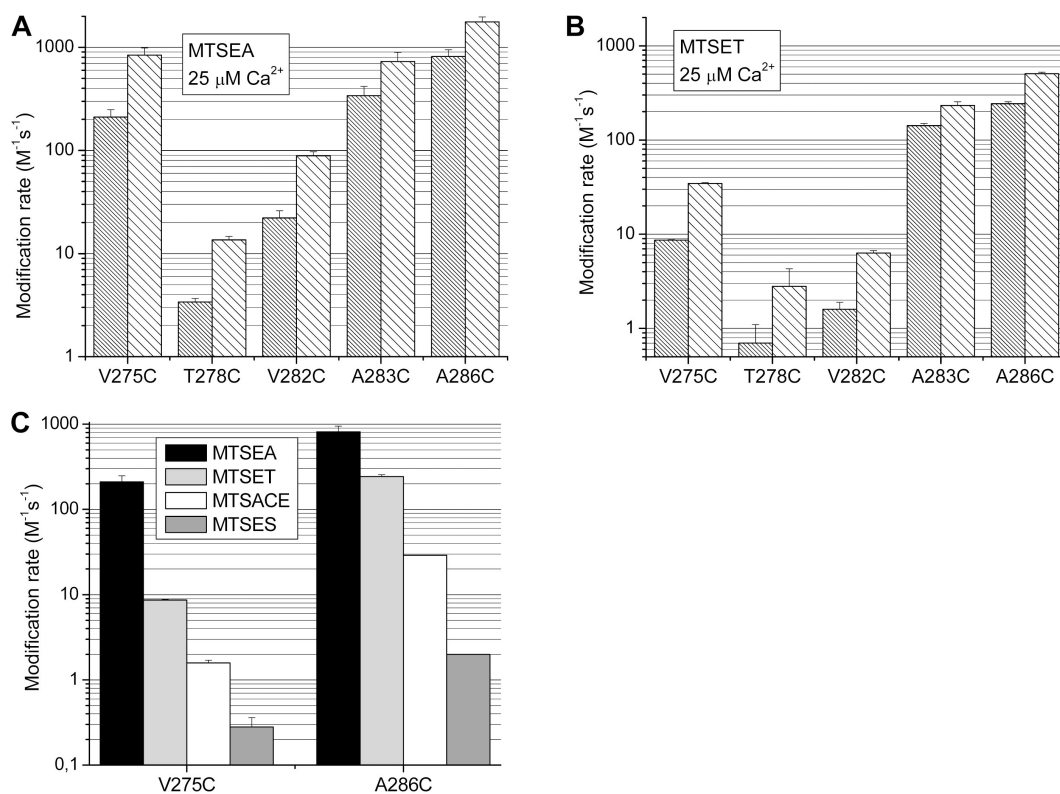 A
MTSEA
25 µM Ca²⁺
Modification rate (M⁻¹s⁻¹)
1000
100
10
1
V275C T278C V282C A283C A286C
B
MTSET
25 µM Ca²⁺
Modification rate (M⁻¹s⁻¹)
1000
100
10
1
V275C T278C V282C A283C A286C
C
MTSEA
MTSET
MTSACE
MTSES
Modification rate (M⁻¹s⁻¹)
1000
100
10
1
0,1
V275C A286C